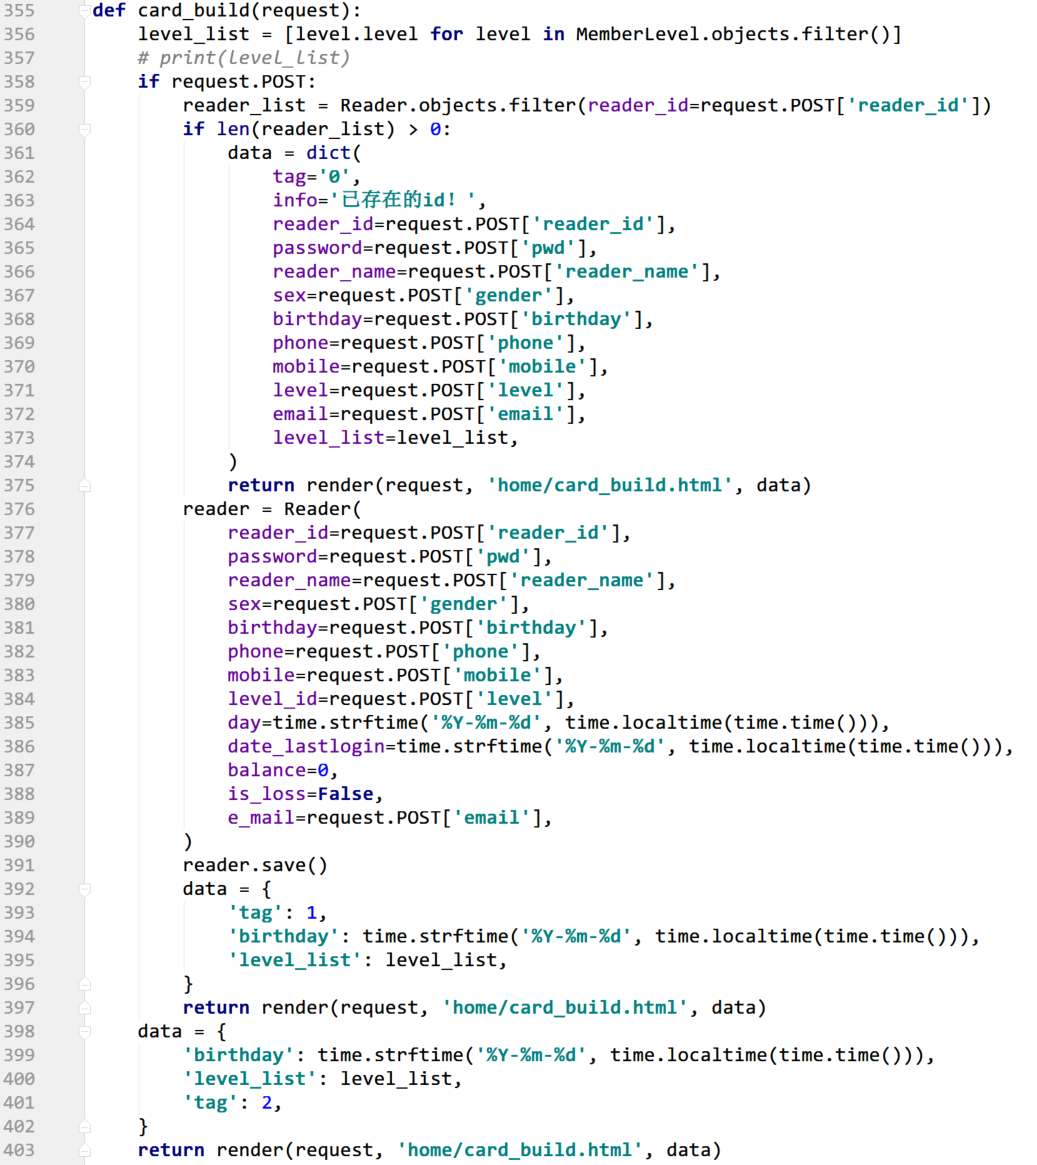 355 def card_build(request):
356     level_list = [level.level for level in MemberLevel.objects.filter()]
357     # print(level_list)
358     if request.POST:
359         reader_list = Reader.objects.filter(reader_id=request.POST['reader_id'])
360         if len(reader_list) > 0:
361             data = dict(
362                 tag='0',
363                 info='已存在的id！',
364                 reader_id=request.POST['reader_id'],
365                 password=request.POST['pwd'],
366                 reader_name=request.POST['reader_name'],
367                 sex=request.POST['gender'],
368                 birthday=request.POST['birthday'],
369                 phone=request.POST['phone'],
370                 mobile=request.POST['mobile'],
371                 level=request.POST['level'],
372                 email=request.POST['email'],
373                 level_list=level_list,
374             )
375             return render(request, 'home/card_build.html', data)
376         reader = Reader(
377             reader_id=request.POST['reader_id'],
378             password=request.POST['pwd'],
379             reader_name=request.POST['reader_name'],
380             sex=request.POST['gender'],
381             birthday=request.POST['birthday'],
382             phone=request.POST['phone'],
383             mobile=request.POST['mobile'],
384             level_id=request.POST['level'],
385             day=time.strftime('%Y-%m-%d', time.localtime(time.time())),
386             date_lastlogin=time.strftime('%Y-%m-%d', time.localtime(time.time())),
387             balance=0,
388             is_loss=False,
389             e_mail=request.POST['email'],
390         )
391         reader.save()
392         data = {
393             'tag': 1,
394             'birthday': time.strftime('%Y-%m-%d', time.localtime(time.time())),
395             'level_list': level_list,
396         }
397         return render(request, 'home/card_build.html', data)
398     data = {
399         'birthday': time.strftime('%Y-%m-%d', time.localtime(time.time())),
400         'level_list': level_list,
401         'tag': 2,
402     }
403     return render(request, 'home/card_build.html', data)